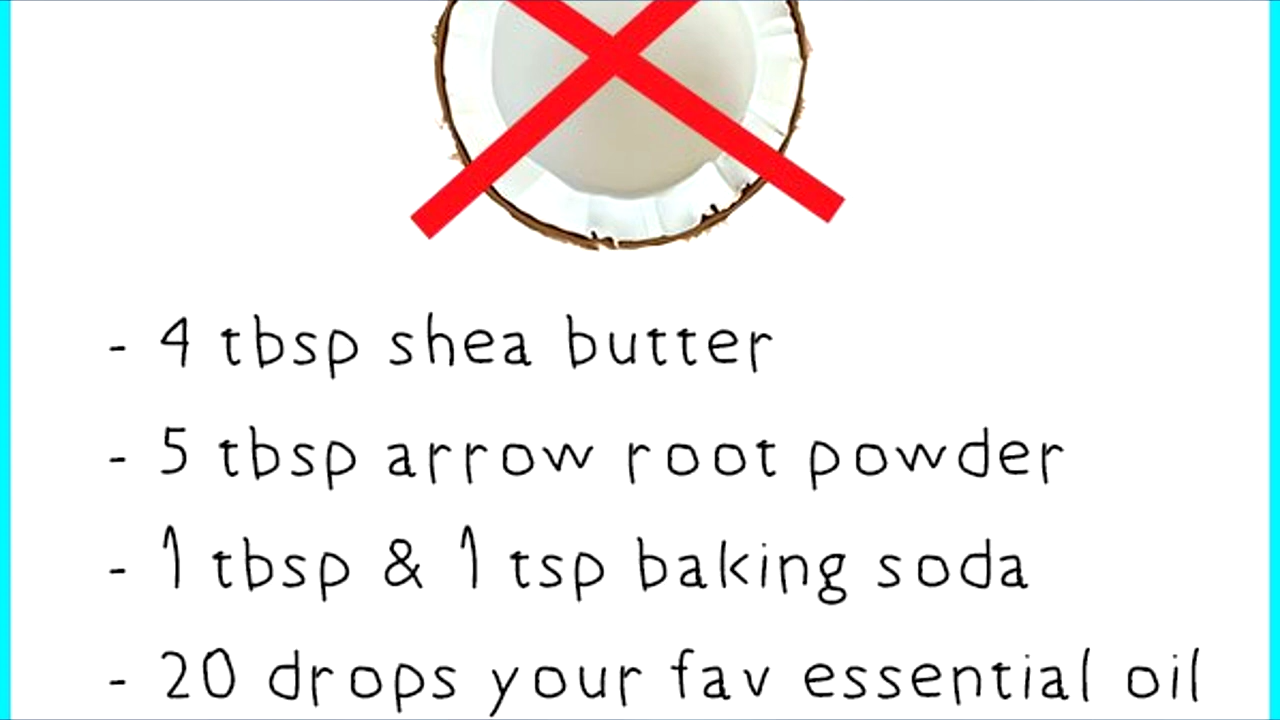 - 4 tbsp shea butter
- 5 tbsp arrow root powder
- 1 tbsp & 1 tsp baking soda
- 20 drops your fav essential oil